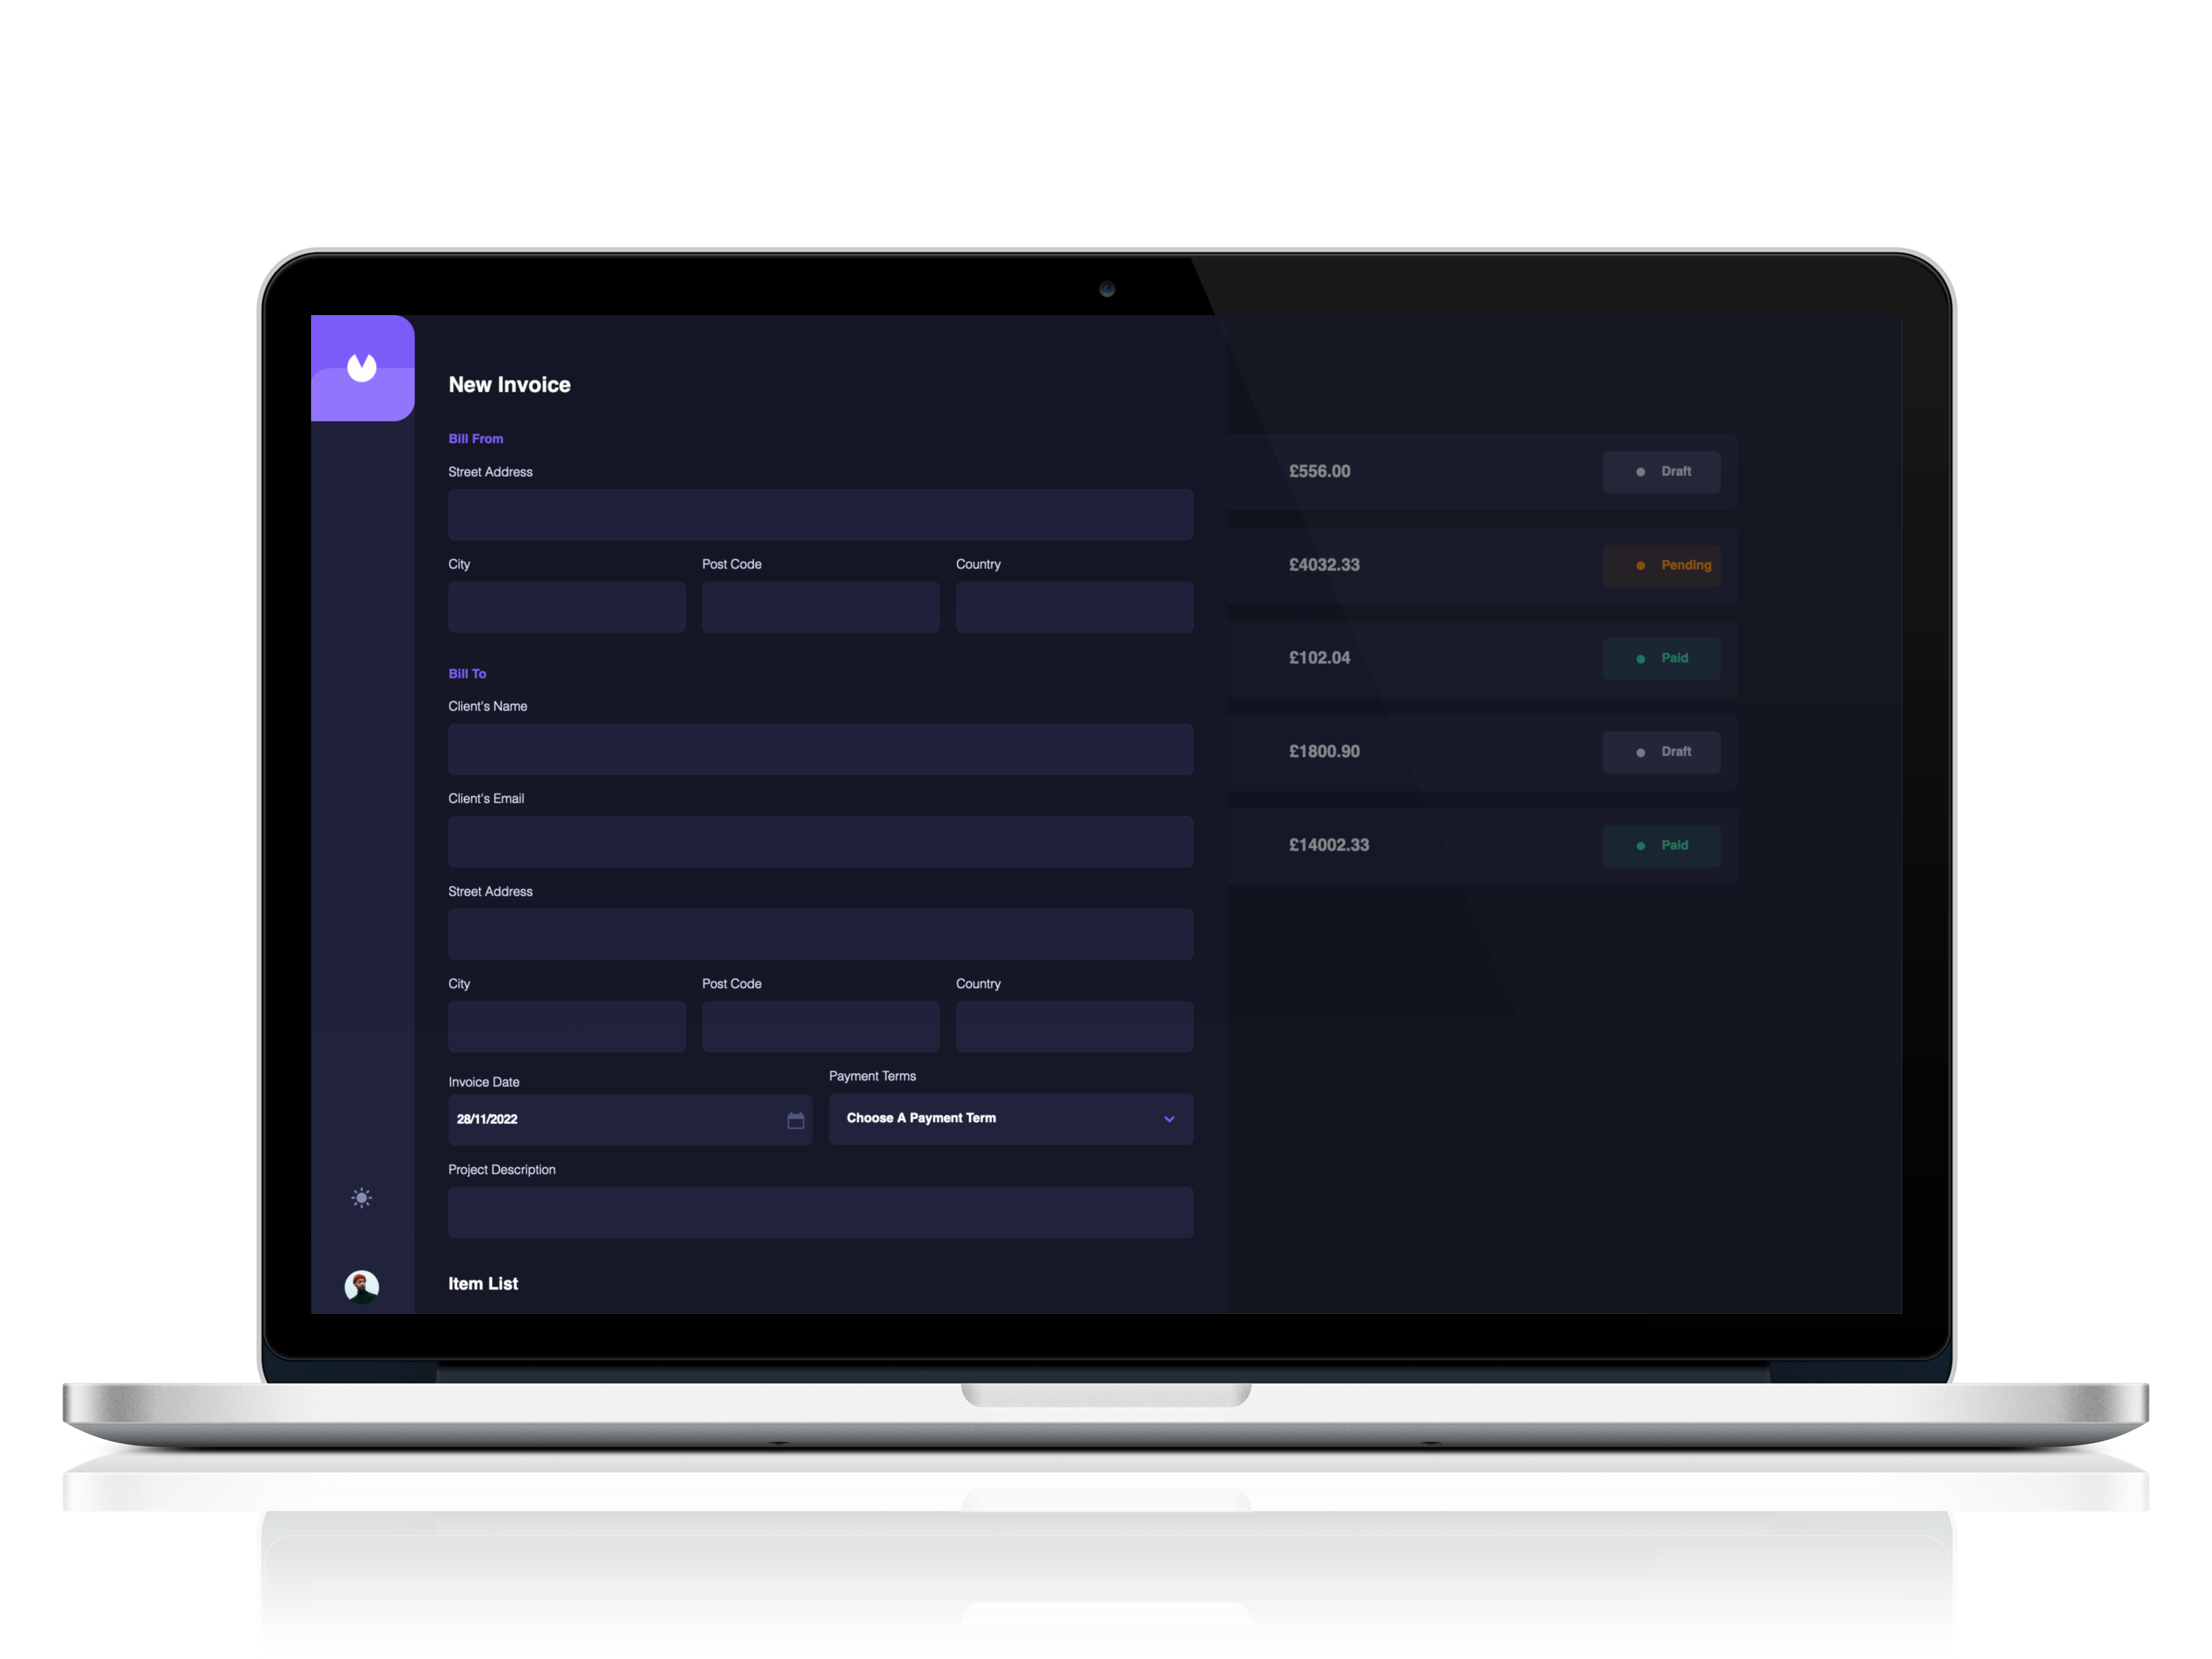 New Invoice
Bill From
Street Address
City Post Code Country
Bill To
Client's Name
Client's Email
Street Address
City Post Code Country
Invoice Date Payment Terms
28/11/2022 Choose A Payment Term
Project Description
Item List
£556.00 Draft
£4032.33 Pending
£102.04 Paid
£1800.90 Draft
£14002.33 Paid